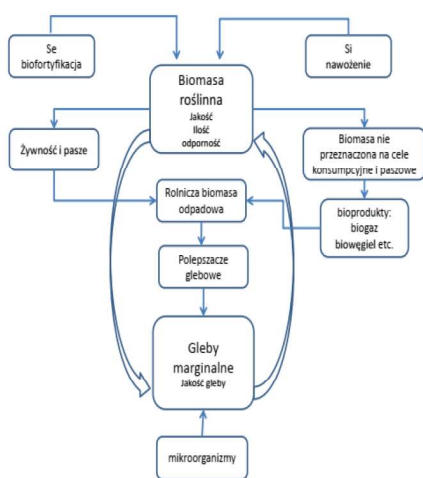 Se
biofortyfikacja
Si
nawożenie
Biomasa
roślinna
Jakość
Ilość
odporność
Żywność i pasze
Biomasa nie
przeznaczona na cele
konsumpcyjne i paszowe
Rolnicza biomasa
odpadowa
bioprodukty:
biogaz
biowęgiel etc.
Polepszacze
glebowe
Gleby
marginalne
Jakość gleby
mikroorganizmy